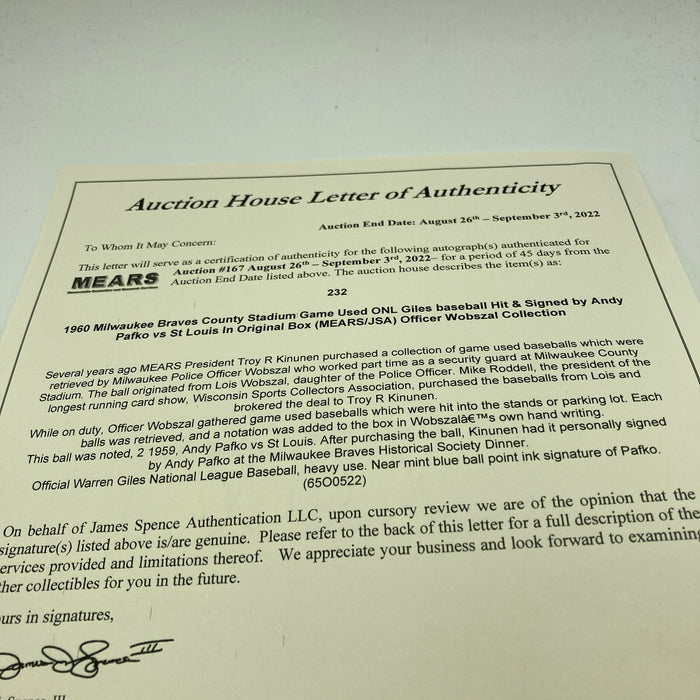 Auction House Letter of Authenticity
Auction End Date: August 26th – September 3rd, 2022
To Whom It May Concern:
This letter will serve as a certification of authenticity for the following autograph(s) authenticated for
MEARS Auction #167 August 26th – September 3rd, 2022– for a period of 45 days from the
Auction End Date listed above. The auction house describes the item(s) as:
232
1960 Milwaukee Braves County Stadium Game Used ONL Giles baseball Hit & Signed by Andy
Pafko vs St Louis In Original Box (MEARS/JSA) Officer Wobszal Collection
Several years ago MEARS President Troy R Kinunen purchased a collection of game used baseballs which were
retrieved by Milwaukee Police Officer Wobszal who worked part time as a security guard at Milwaukee County
Stadium. The ball originated from Lois Wobszal, daughter of the Police Officer. Mike Roddell, the president of the
longest running card show, Wisconsin Sports Collectors Association, purchased the baseballs from Lois and
brokered the deal to Troy R Kinunen.
While on duty, Officer Wobszal gathered game used baseballs which were hit into the stands or parking lot. Each
balls was retrieved, and a notation was added to the box in Wobszalâ€™s own hand writing.
This ball was noted, 2 1959, Andy Pafko vs St Louis. After purchasing the ball, Kinunen had it personally signed
by Andy Pafko at the Milwaukee Braves Historical Society Dinner.
Official Warren Giles National League Baseball, heavy use. Near mint blue ball point ink signature of Pafko.
(65O0522)
On behalf of James Spence Authentication LLC, upon cursory review we are of the opinion that the
signature(s) listed above is/are genuine. Please refer to the back of this letter for a full description of the
ervices provided and limitations thereof. We appreciate your business and look forward to examining
ther collectibles for you in the future.
urs in signatures,
James J Spence III